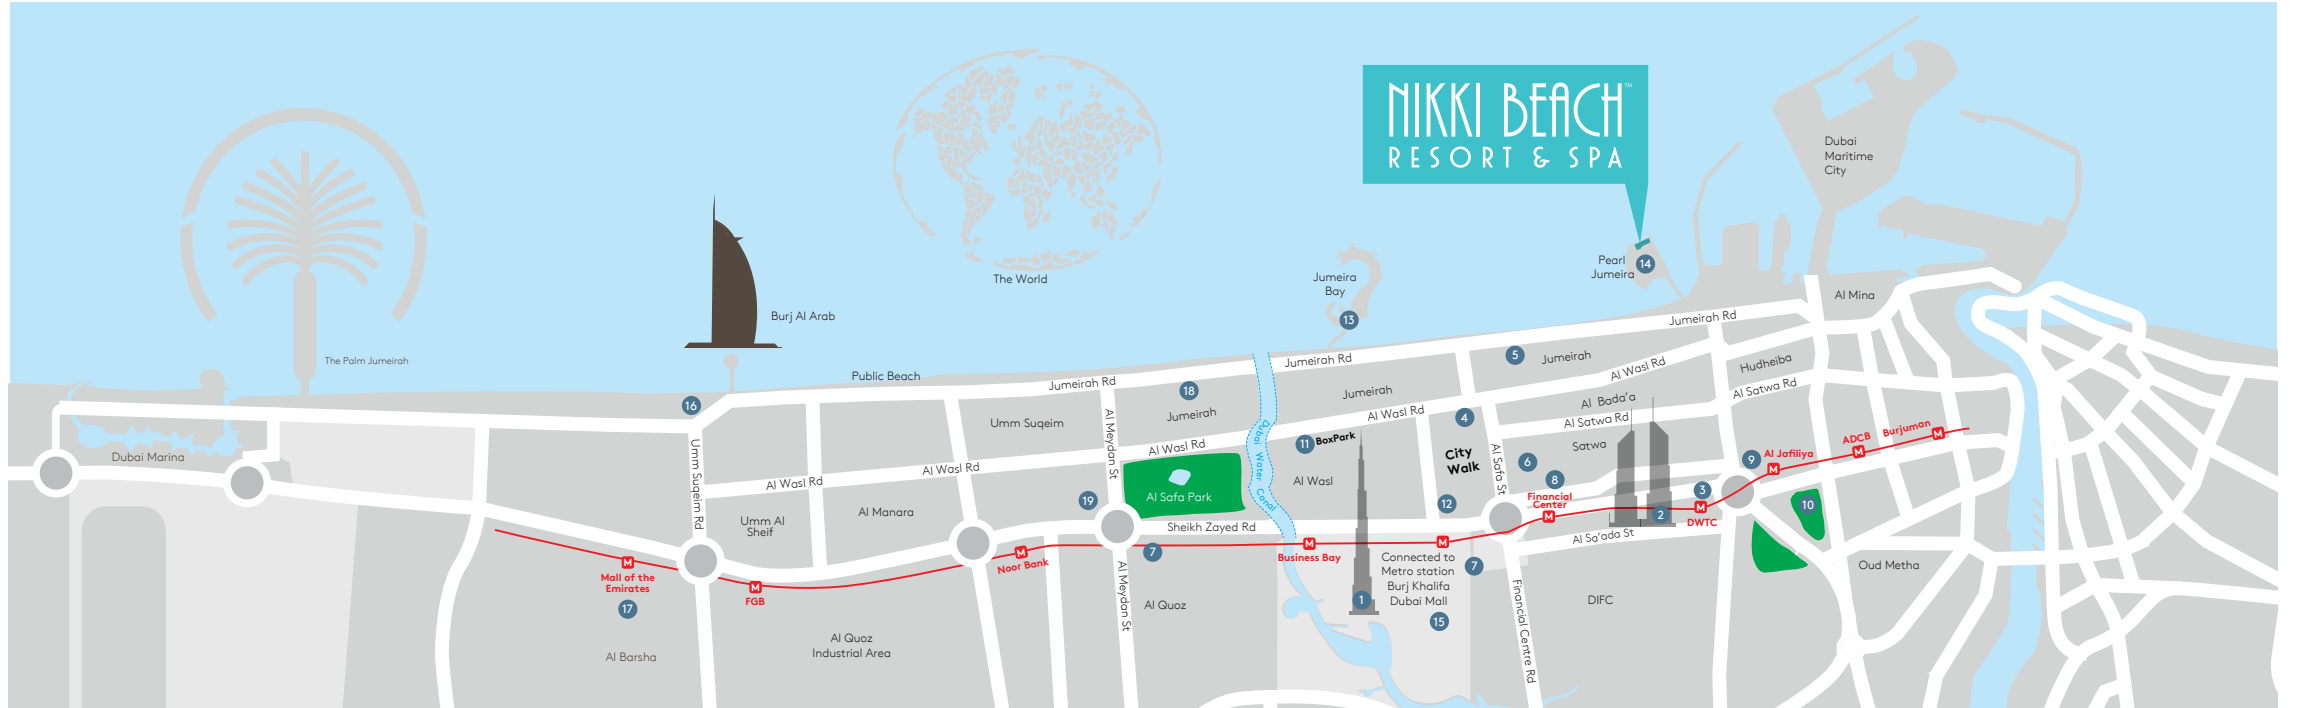 NIKKI BEACH™
RESORT & SPA
Dubai
Maritime
City
The World
Jumeira
Bay
13
Pearl
Jumeira
14
Burj Al Arab
The Palm Jumeirah
Al Mina
Public Beach
Jumeirah Rd
Jumeirah Rd
Jumeirah Rd
16
18
5
Jumeirah
Jumeirah
Jumeirah
Hudheiba
Al Wasl Rd
Al Wasl Rd
Al Wasl Rd
Al Wasl Rd
Al Wasl Rd
Al Satwa Rd
Al Satwa Rd
Al Bada'a
Satwa
Umm Suqeim
Al Meydan St
Al Meydan St
Dubai Water Canal
11
BoxPark
4
City
Walk
Al Safa St
6
8
12
Dubai Marina
Umm Suqeim Rd
Umm Al
Sheif
Al Manara
19
Al Safa Park
Al Wasl
Sheikh Zayed Rd
Financial
Center
9
Al Jafiliya
ADCB
Burjuman
M
M
M
3
M
DWTC
2
10
M
Al Sa'ada St
M
Mall of the
Emirates
17
M
FGB
M
Noor Bank
7
M
Business Bay
M
Connected to
Metro station
Burj Khalifa
Dubai Mall
7
1
15
Financial Centre Rd
DIFC
Oud Metha
Al Quoz
Al Quoz
Industrial Area
Al Barsha